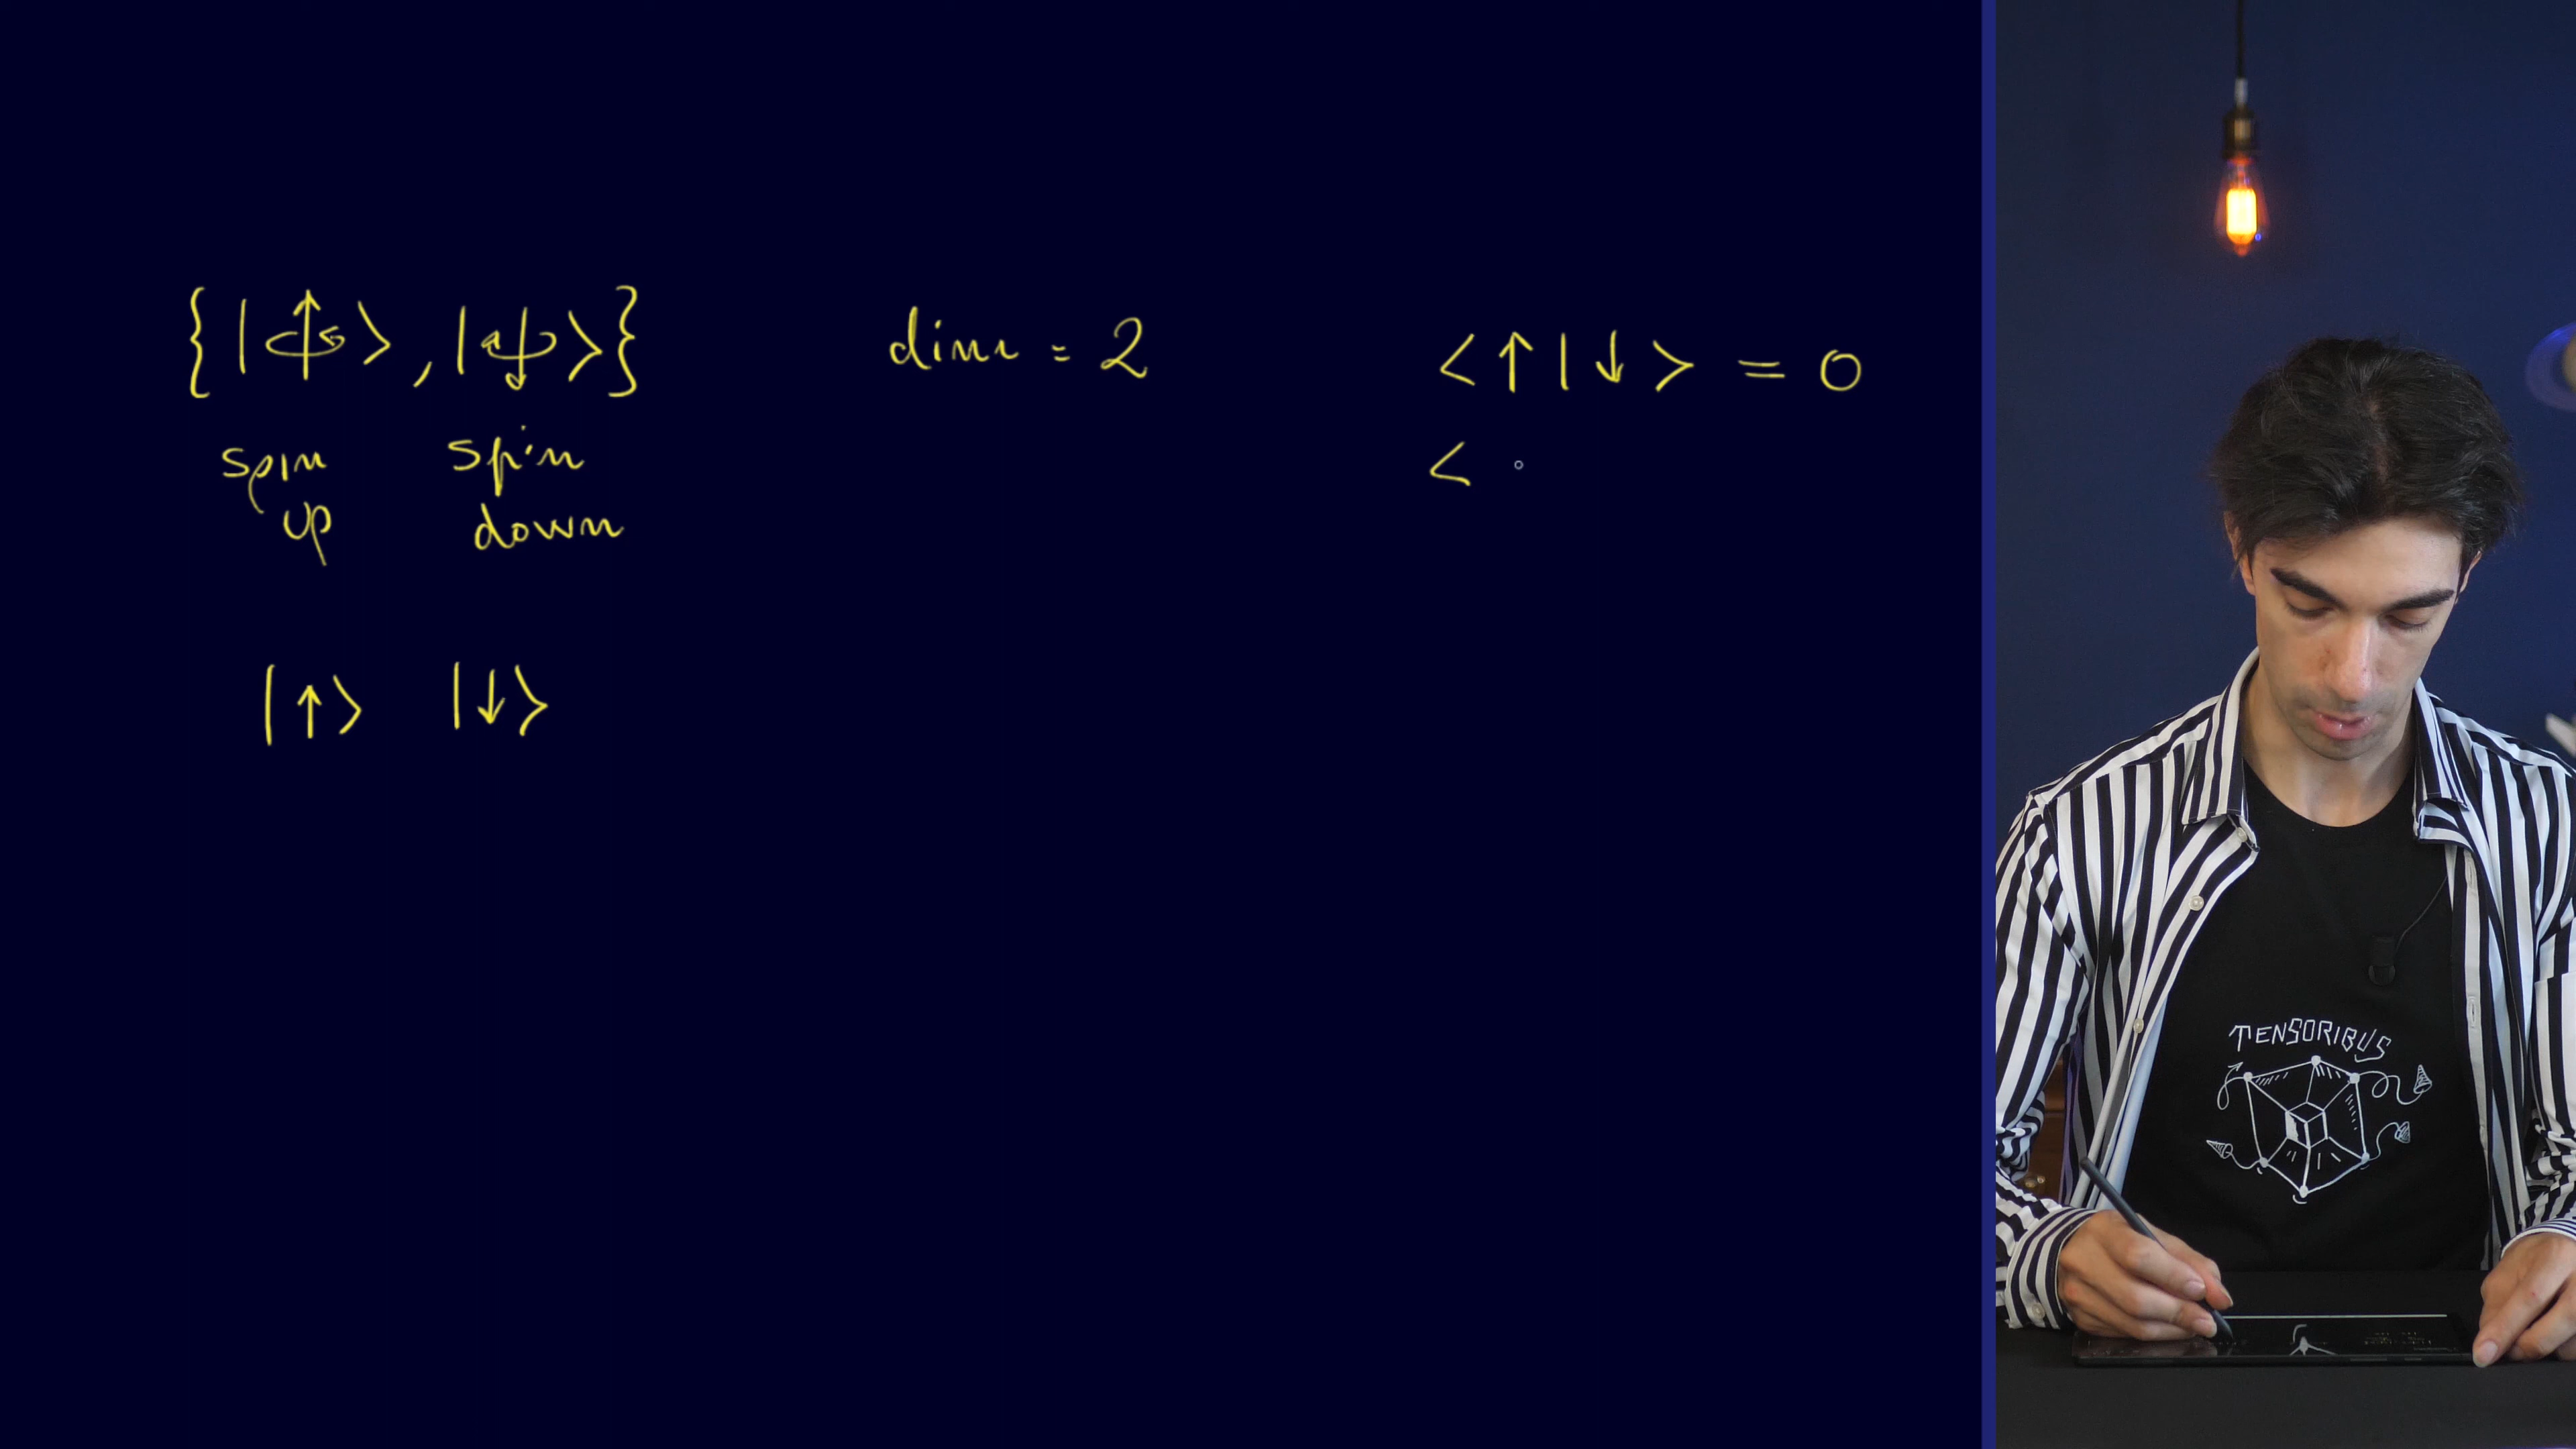 {|↑⟩, |↓⟩}
spin spin
up down
|↑⟩ |↓⟩
dim = 2
<↑|↓> = 0
<
TENSORIBUS